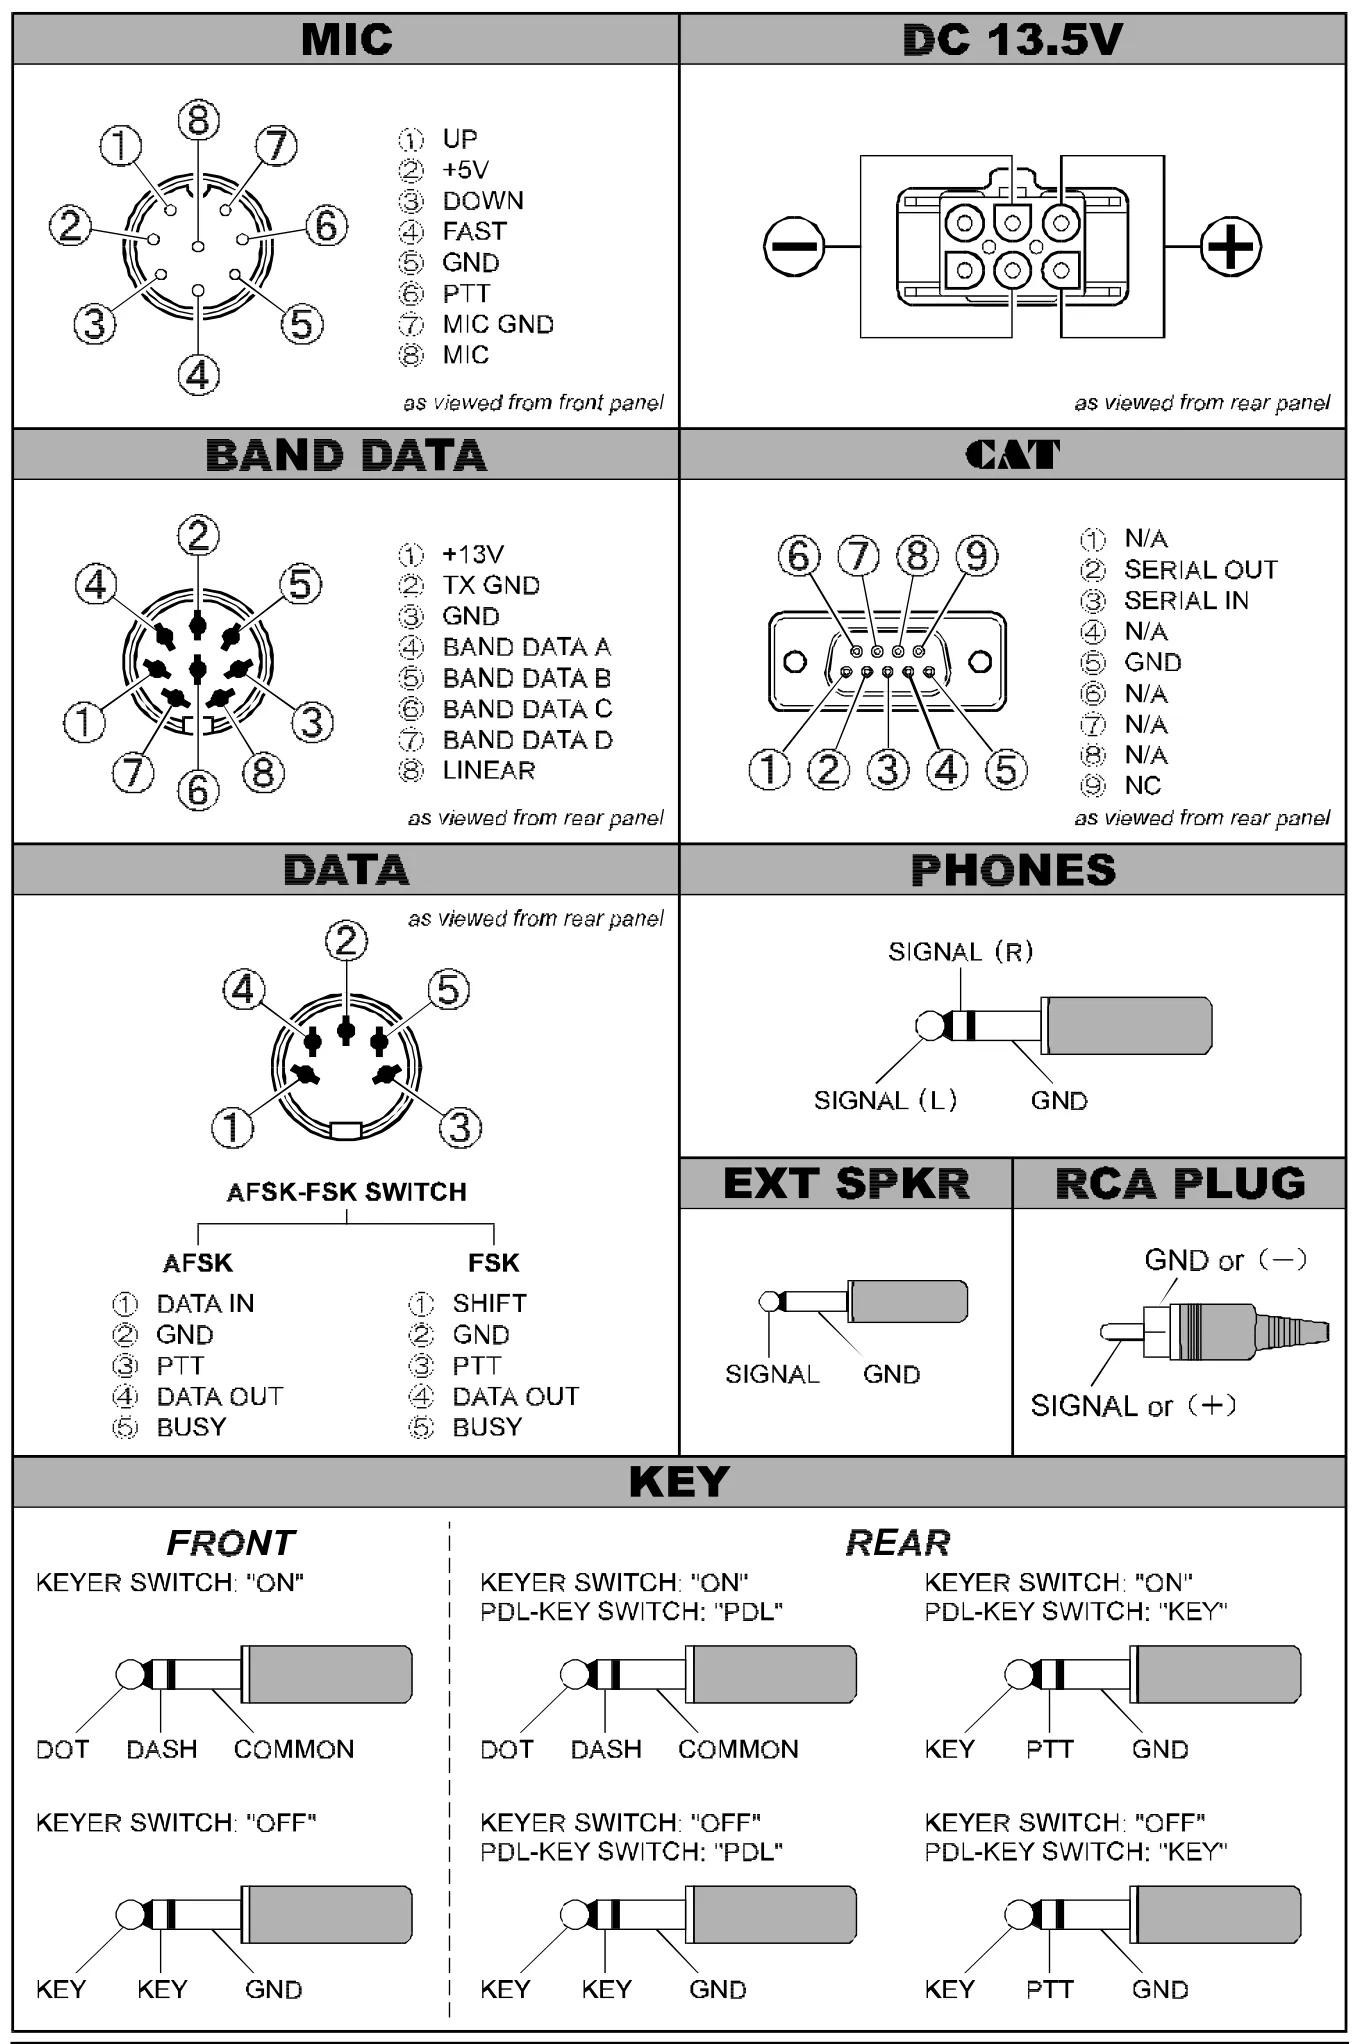 MIC
⑧
① ⑦
② ⑥
③ ⑤
④
① UP
② +5V
③ DOWN
④ FAST
⑤ GND
⑥ PTT
⑦ MIC GND
⑧ MIC
as viewed from front panel
DC 13.5V
− +
as viewed from rear panel
BAND DATA
②
④ ⑤
① ③
⑦ ⑧
⑥
① +13V
② TX GND
③ GND
④ BAND DATA A
⑤ BAND DATA B
⑥ BAND DATA C
⑦ BAND DATA D
⑧ LINEAR
as viewed from rear panel
CAT
⑥ ⑦ ⑧ ⑨
① ② ③ ④ ⑤
① N/A
② SERIAL OUT
③ SERIAL IN
④ N/A
⑤ GND
⑥ N/A
⑦ N/A
⑧ N/A
⑨ NC
as viewed from rear panel
DATA
as viewed from rear panel
②
④ ⑤
① ③
AFSK-FSK SWITCH
AFSK
① DATA IN
② GND
③ PTT
④ DATA OUT
⑤ BUSY
FSK
① SHIFT
② GND
③ PTT
④ DATA OUT
⑤ BUSY
PHONES
SIGNAL (R)
SIGNAL (L) GND
EXT SPKR
SIGNAL GND
RCA PLUG
GND or (−)
SIGNAL or (+)
KEY
FRONT
KEYER SWITCH: "ON"
DOT DASH COMMON
KEYER SWITCH: "OFF"
KEY KEY GND
REAR
KEYER SWITCH: "ON"
PDL-KEY SWITCH: "PDL"
DOT DASH COMMON
KEYER SWITCH: "ON"
PDL-KEY SWITCH: "KEY"
KEY PTT GND
KEYER SWITCH: "OFF"
PDL-KEY SWITCH: "PDL"
KEY KEY GND
KEYER SWITCH: "OFF"
PDL-KEY SWITCH: "KEY"
KEY PTT GND